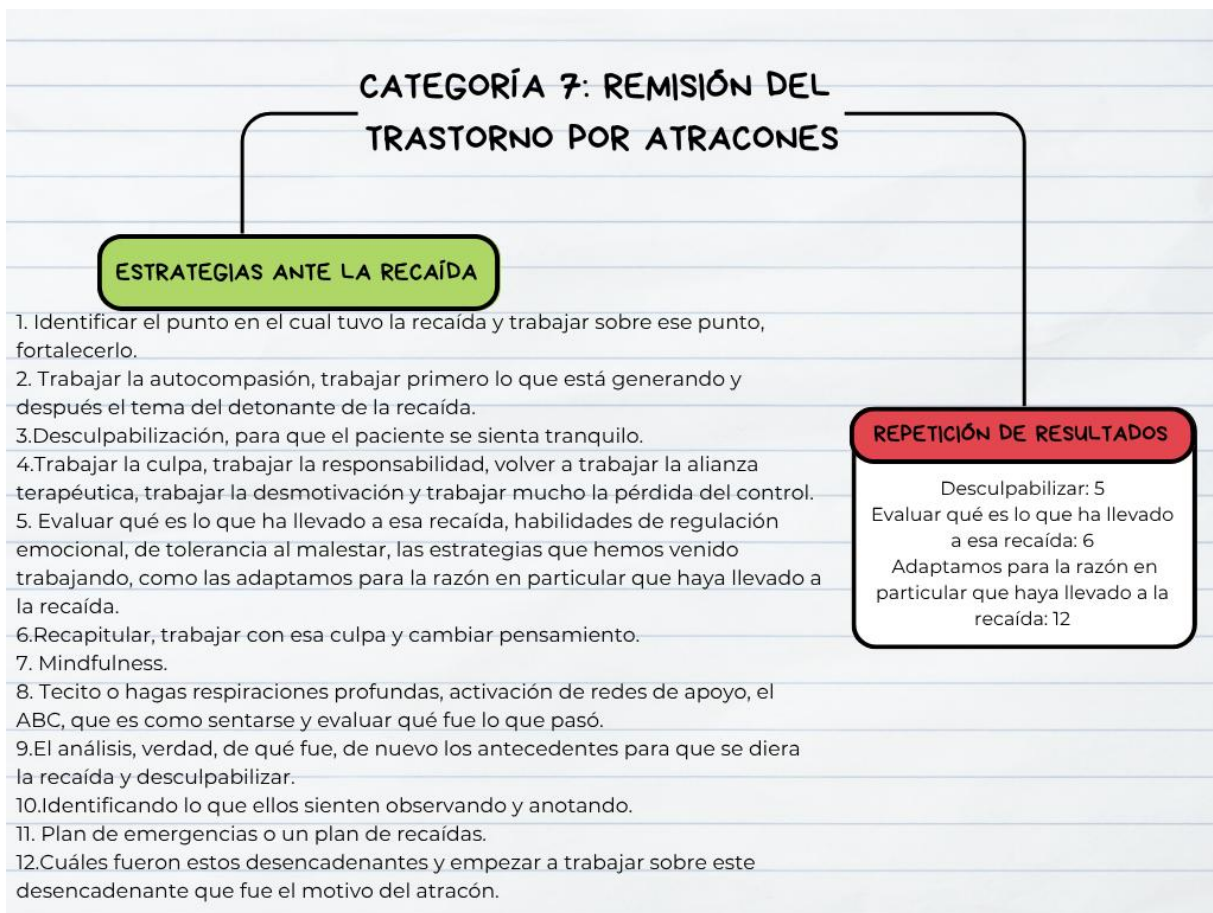 CATEGORÍA 7: REMISIÓN DEL
TRASTORNO POR ATRACONES
ESTRATEGIAS ANTE LA RECAÍDA
1. Identificar el punto en el cual tuvo la recaída y trabajar sobre ese punto,
fortalecerlo.
2. Trabajar la autocompasión, trabajar primero lo que está generando y
después el tema del detonante de la recaída.
3.Desculpabilización, para que el paciente se sienta tranquilo.
4.Trabajar la culpa, trabajar la responsabilidad, volver a trabajar la alianza
terapéutica, trabajar la desmotivación y trabajar mucho la pérdida del control.
5. Evaluar qué es lo que ha llevado a esa recaída, habilidades de regulación
emocional, de tolerancia al malestar, las estrategias que hemos venido
trabajando, como las adaptamos para la razón en particular que haya llevado a
la recaída.
6.Recapitular, trabajar con esa culpa y cambiar pensamiento.
7. Mindfulness.
8. Tecito o hagas respiraciones profundas, activación de redes de apoyo, el
ABC, que es como sentarse y evaluar qué fue lo que pasó.
9.El análisis, verdad, de qué fue, de nuevo los antecedentes para que se diera
la recaída y desculpabilizar.
10.Identificando lo que ellos sienten observando y anotando.
11. Plan de emergencias o un plan de recaídas.
12.Cuáles fueron estos desencadenantes y empezar a trabajar sobre este
desencadenante que fue el motivo del atracón.
REPETICIÓN DE RESULTADOS
Desculpabilizar: 5
Evaluar qué es lo que ha llevado
a esa recaída: 6
Adaptamos para la razón en
particular que haya llevado a la
recaída: 12